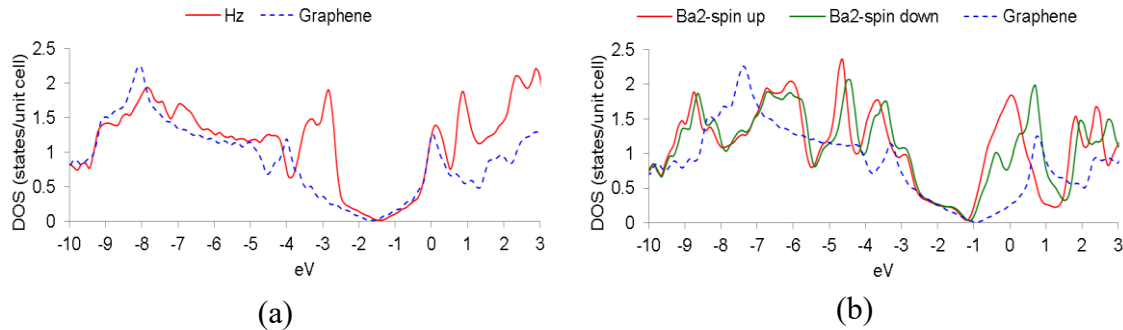 Hz Graphene
DOS (states/unit cell)
2.5
2
1.5
1
0.5
0
-10 -9 -8 -7 -6 -5 -4 -3 -2 -1 0 1 2 3
eV
(a)
Ba2-spin up Ba2-spin down Graphene
DOS (states/unit cell)
2.5
2
1.5
1
0.5
0
-10 -9 -8 -7 -6 -5 -4 -3 -2 -1 0 1 2 3
eV
(b)